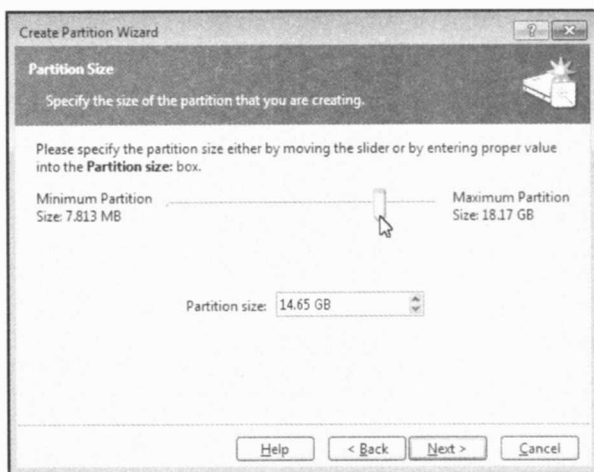 Create Partition Wizard
Partition Size
Specify the size of the partition that you are creating.
Please specify the partition size either by moving the slider or by entering proper value
into the Partition size: box.
Minimum Partition
Size: 7.813 MB
Maximum Partition
Size: 18.17 GB
Partition size: 14.65 GB
Help < Back Next > Cancel